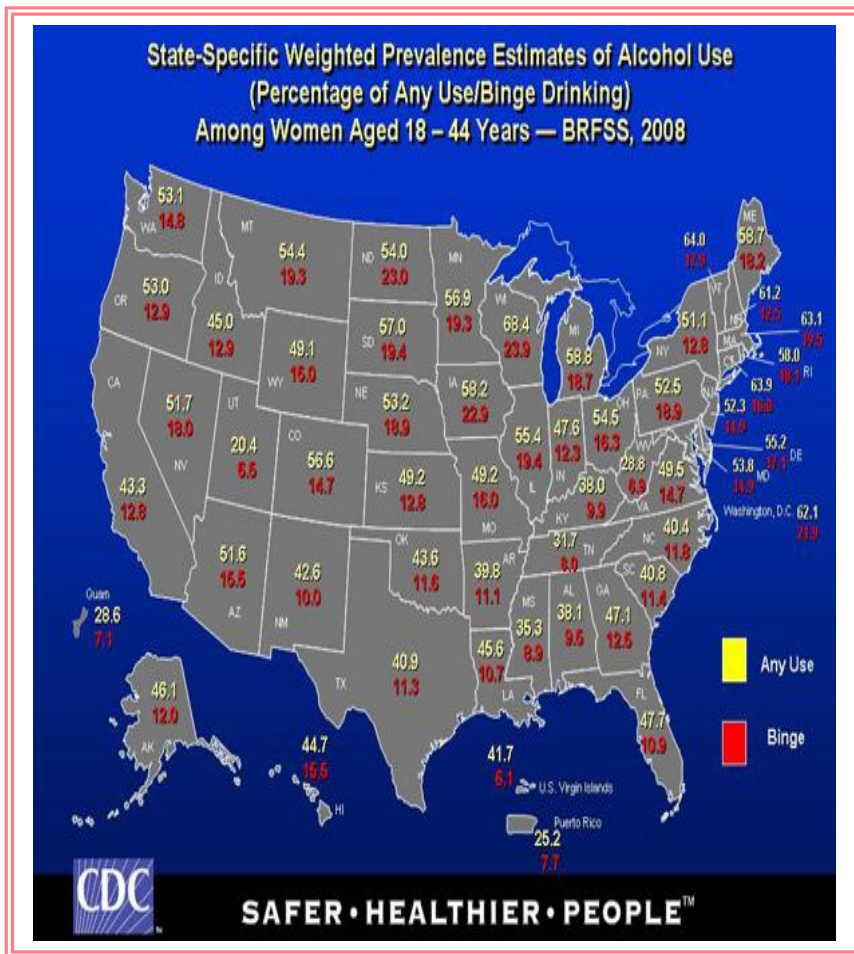 State-Specific Weighted Prevalence Estimates of Alcohol Use
(Percentage of Any Use/Binge Drinking)
Among Women Aged 18 – 44 Years — BRFSS, 2008
WA
53.1
14.8
OR
53.0
12.9
CA
43.3
12.8
ID
45.0
12.9
NV
51.7
18.0
MT
54.4
19.3
WY
49.1
15.0
UT
20.4
CO
56.6
14.7
AZ
51.6
15.5
NM
42.6
10.0
ND
54.0
23.0
SD
57.0
19.4
NE
53.2
18.9
KS
49.2
12.8
OK
43.6
11.6
TX
40.9
11.3
MN
56.9
19.3
IA
58.2
22.9
MO
49.2
16.0
AR
39.8
11.1
LA
45.6
10.7
WI
68.4
23.9
IL
55.4
19.4
MI
58.8
18.7
IN
47.6
12.3
OH
54.5
16.3
KY
38.0
9.9
TN
31.7
MS
35.3
8.9
AL
38.1
GA
47.1
12.5
FL
47.7
10.9
SC
40.8
11.4
NC
40.4
11.8
VA
49.5
14.7
WV
28.8
PA
52.5
18.9
NY
51.1
12.8
ME
58.7
18.2
VT
64.0
NH
61.2
MA
63.1
RI
58.0
CT
63.9
NJ
52.3
DE
55.2
MD
53.8
Washington, D.C.
62.1
Guam
28.6
7.1
AK
46.1
12.0
HI
44.7
15.5
41.7
6.1
U.S. Virgin Islands
Puerto Rico
25.2
7.7
Any Use
Binge
CDC
SAFER • HEALTHIER • PEOPLE™